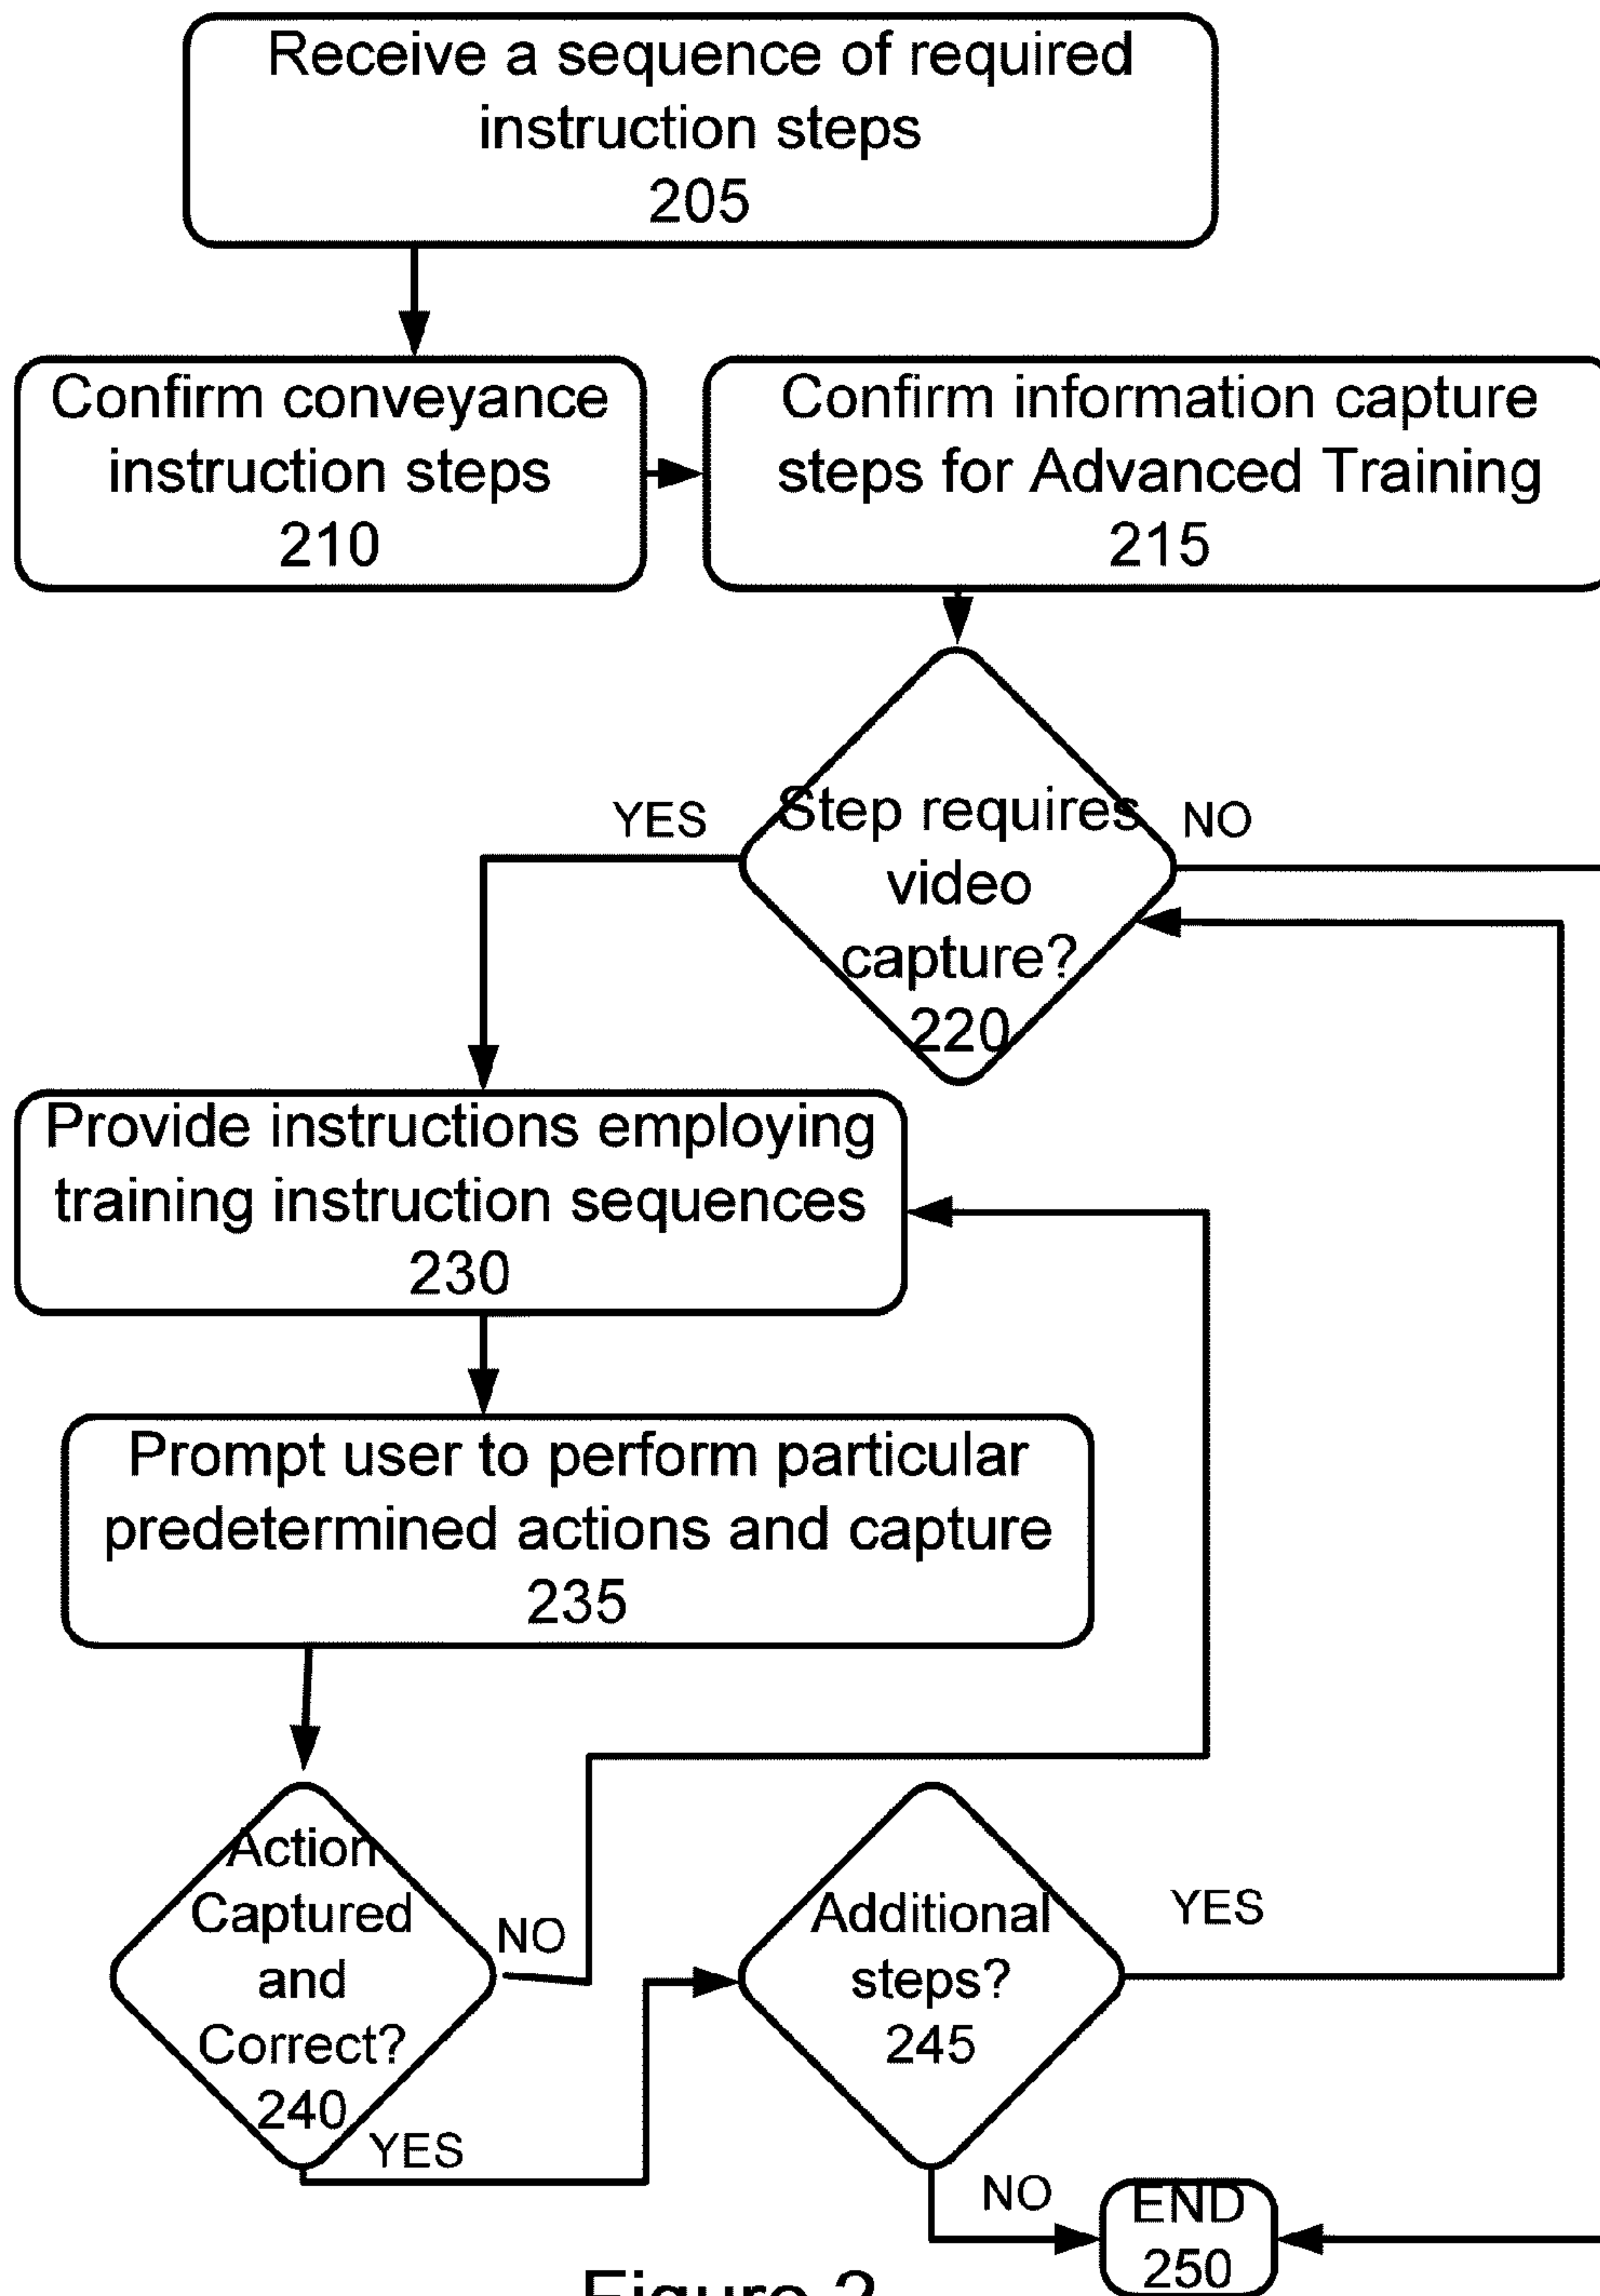 Receive a sequence of required
instruction steps
205
Confirm conveyance
instruction steps
210
Confirm information capture
steps for Advanced Training
215
Step requires
video
capture?
220
YES
NO
Provide instructions employing
training instruction sequences
230
Prompt user to perform particular
predetermined actions and capture
235
Action
Captured
and
Correct?
240
NO
YES
Additional
steps?
245
YES
NO
END
250
Figure 2